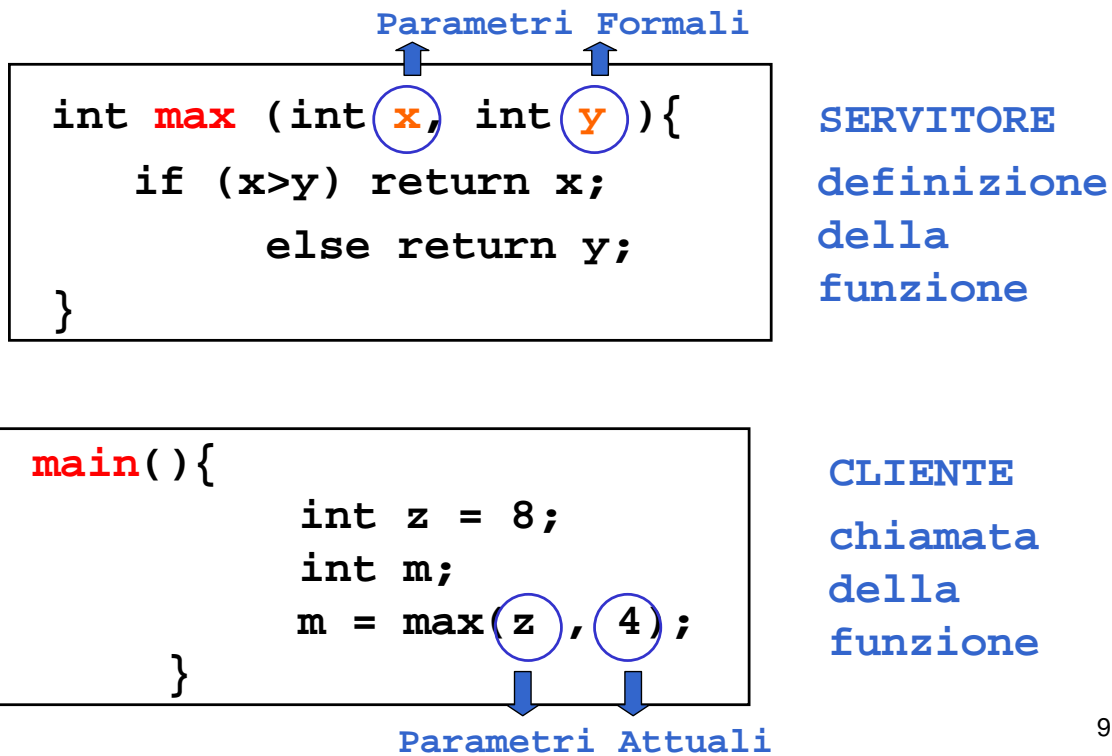 Parametri Formali
int max (int x, int y ){
if (x>y) return x;
else return y;
}
SERVITORE
definizione
della
funzione
main(){
int z = 8;
int m;
m = max(z , 4);
}
CLIENTE
chiamata
della
funzione
Parametri Attuali
9